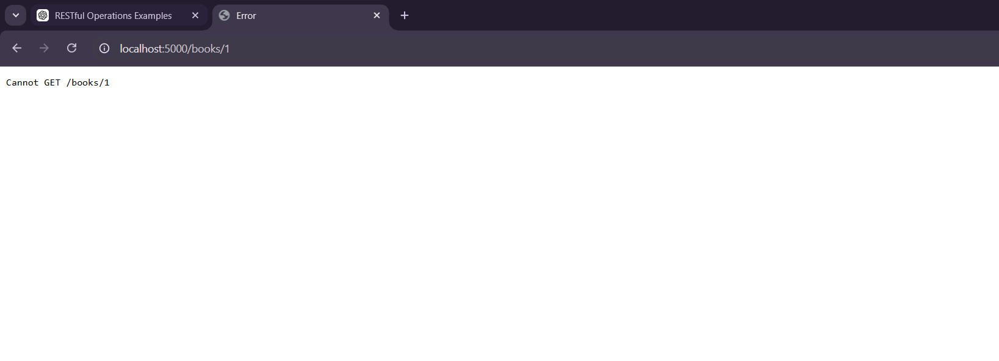 RESTful Operations Examples
Error
localhost:5000/books/1
Cannot GET /books/1